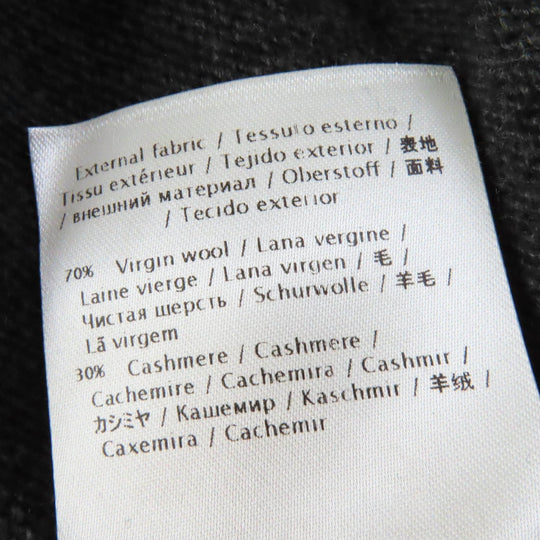 External fabric / Tessuto esterno /
Tissu extérieur / Tejido exterior / 表地
/ внешний материал / Oberstoff / 面料
/ Tecido exterior
70% Virgin wool / Lana vergine /
Laine vierge / Lana virgen / 毛 /
Чистая шерсть / Schurwolle / 羊毛 /
Lã virgem
30% Cashmere / Cashmere /
Cachemire / Cachemira / Cashmir /
カシミヤ / Кашемир / Kaschmir / 羊绒 /
Caxemira / Cachemir